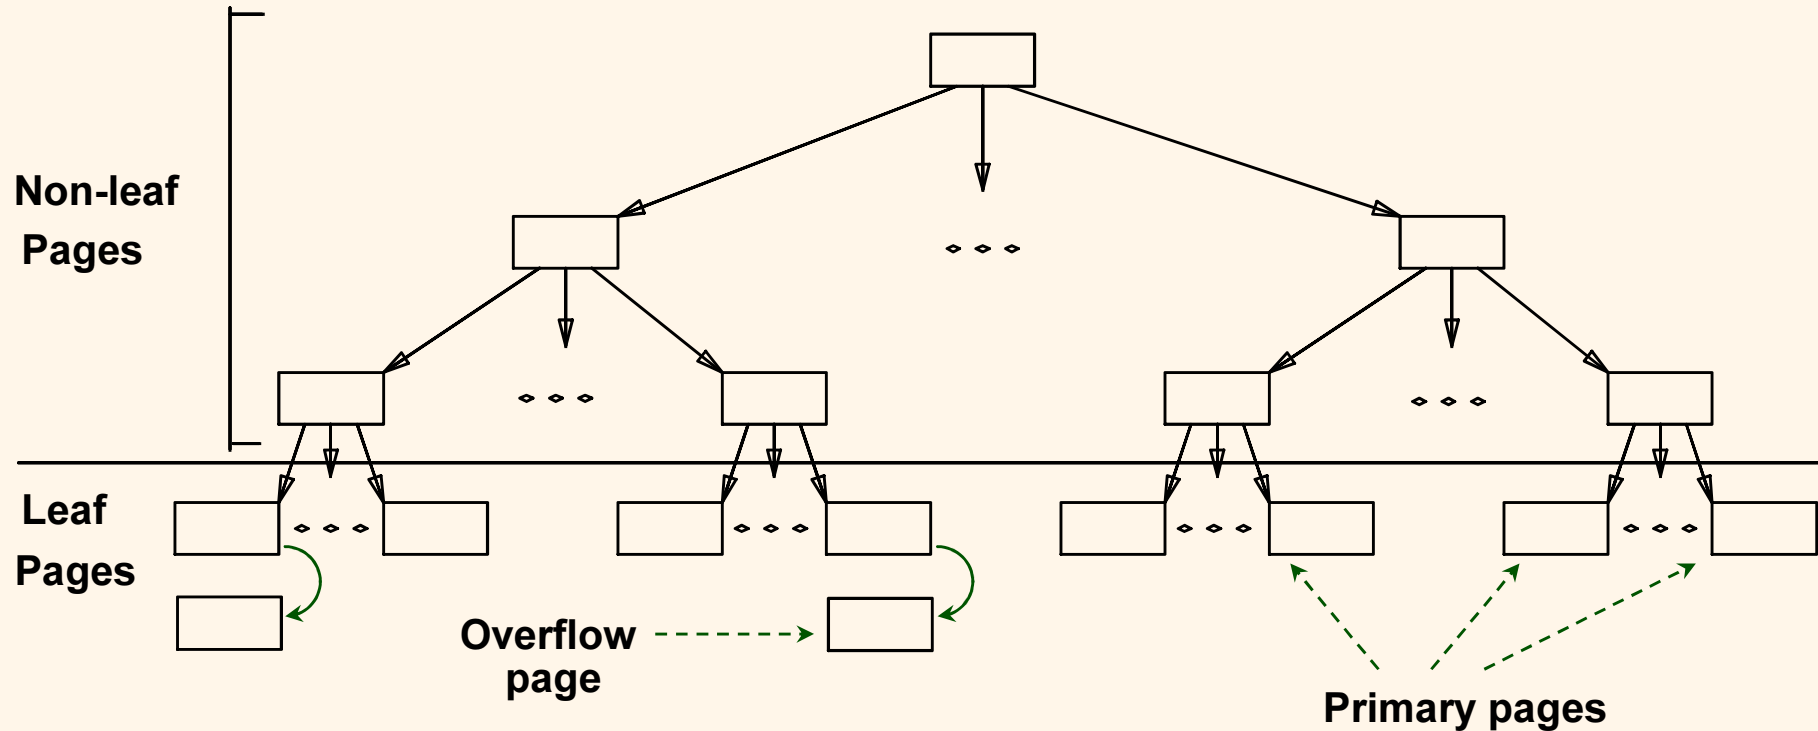 Non-leaf
Pages
Leaf
Pages
Overflow
page
Primary pages